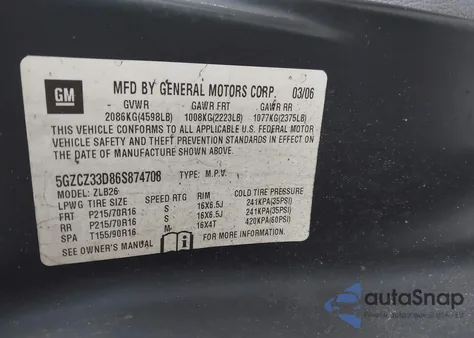 GM
MFD BY GENERAL MOTORS CORP. 03/06
GVWR GAWR FRT GAWR RR
2086KG(4598LB) 1008KG(2223LB) 1077KG(2375LB)
THIS VEHICLE CONFORMS TO ALL APPLICABLE U.S. FEDERAL MOTOR
VEHICLE SAFETY AND THEFT PREVENTION STANDARDS IN EFFECT ON
THE DATE OF MANUFACTURE SHOWN ABOVE.
5GZCZ33D86S874708 TYPE: M.P.V.
MODEL: ZLB26
LPWG TIRE SIZE SPEED RTG RIM COLD TIRE PRESSURE
FRT P215/70R16 S 16X6.5J 241KPA(35PSI)
RR P215/70R16 S 16X6.5J 241KPA(35PSI)
SPA T155/90R16 M 16X4T 420KPA(60PSI)
SEE OWNER'S MANUAL i FOR MORE INFORMATION.
autoSnap